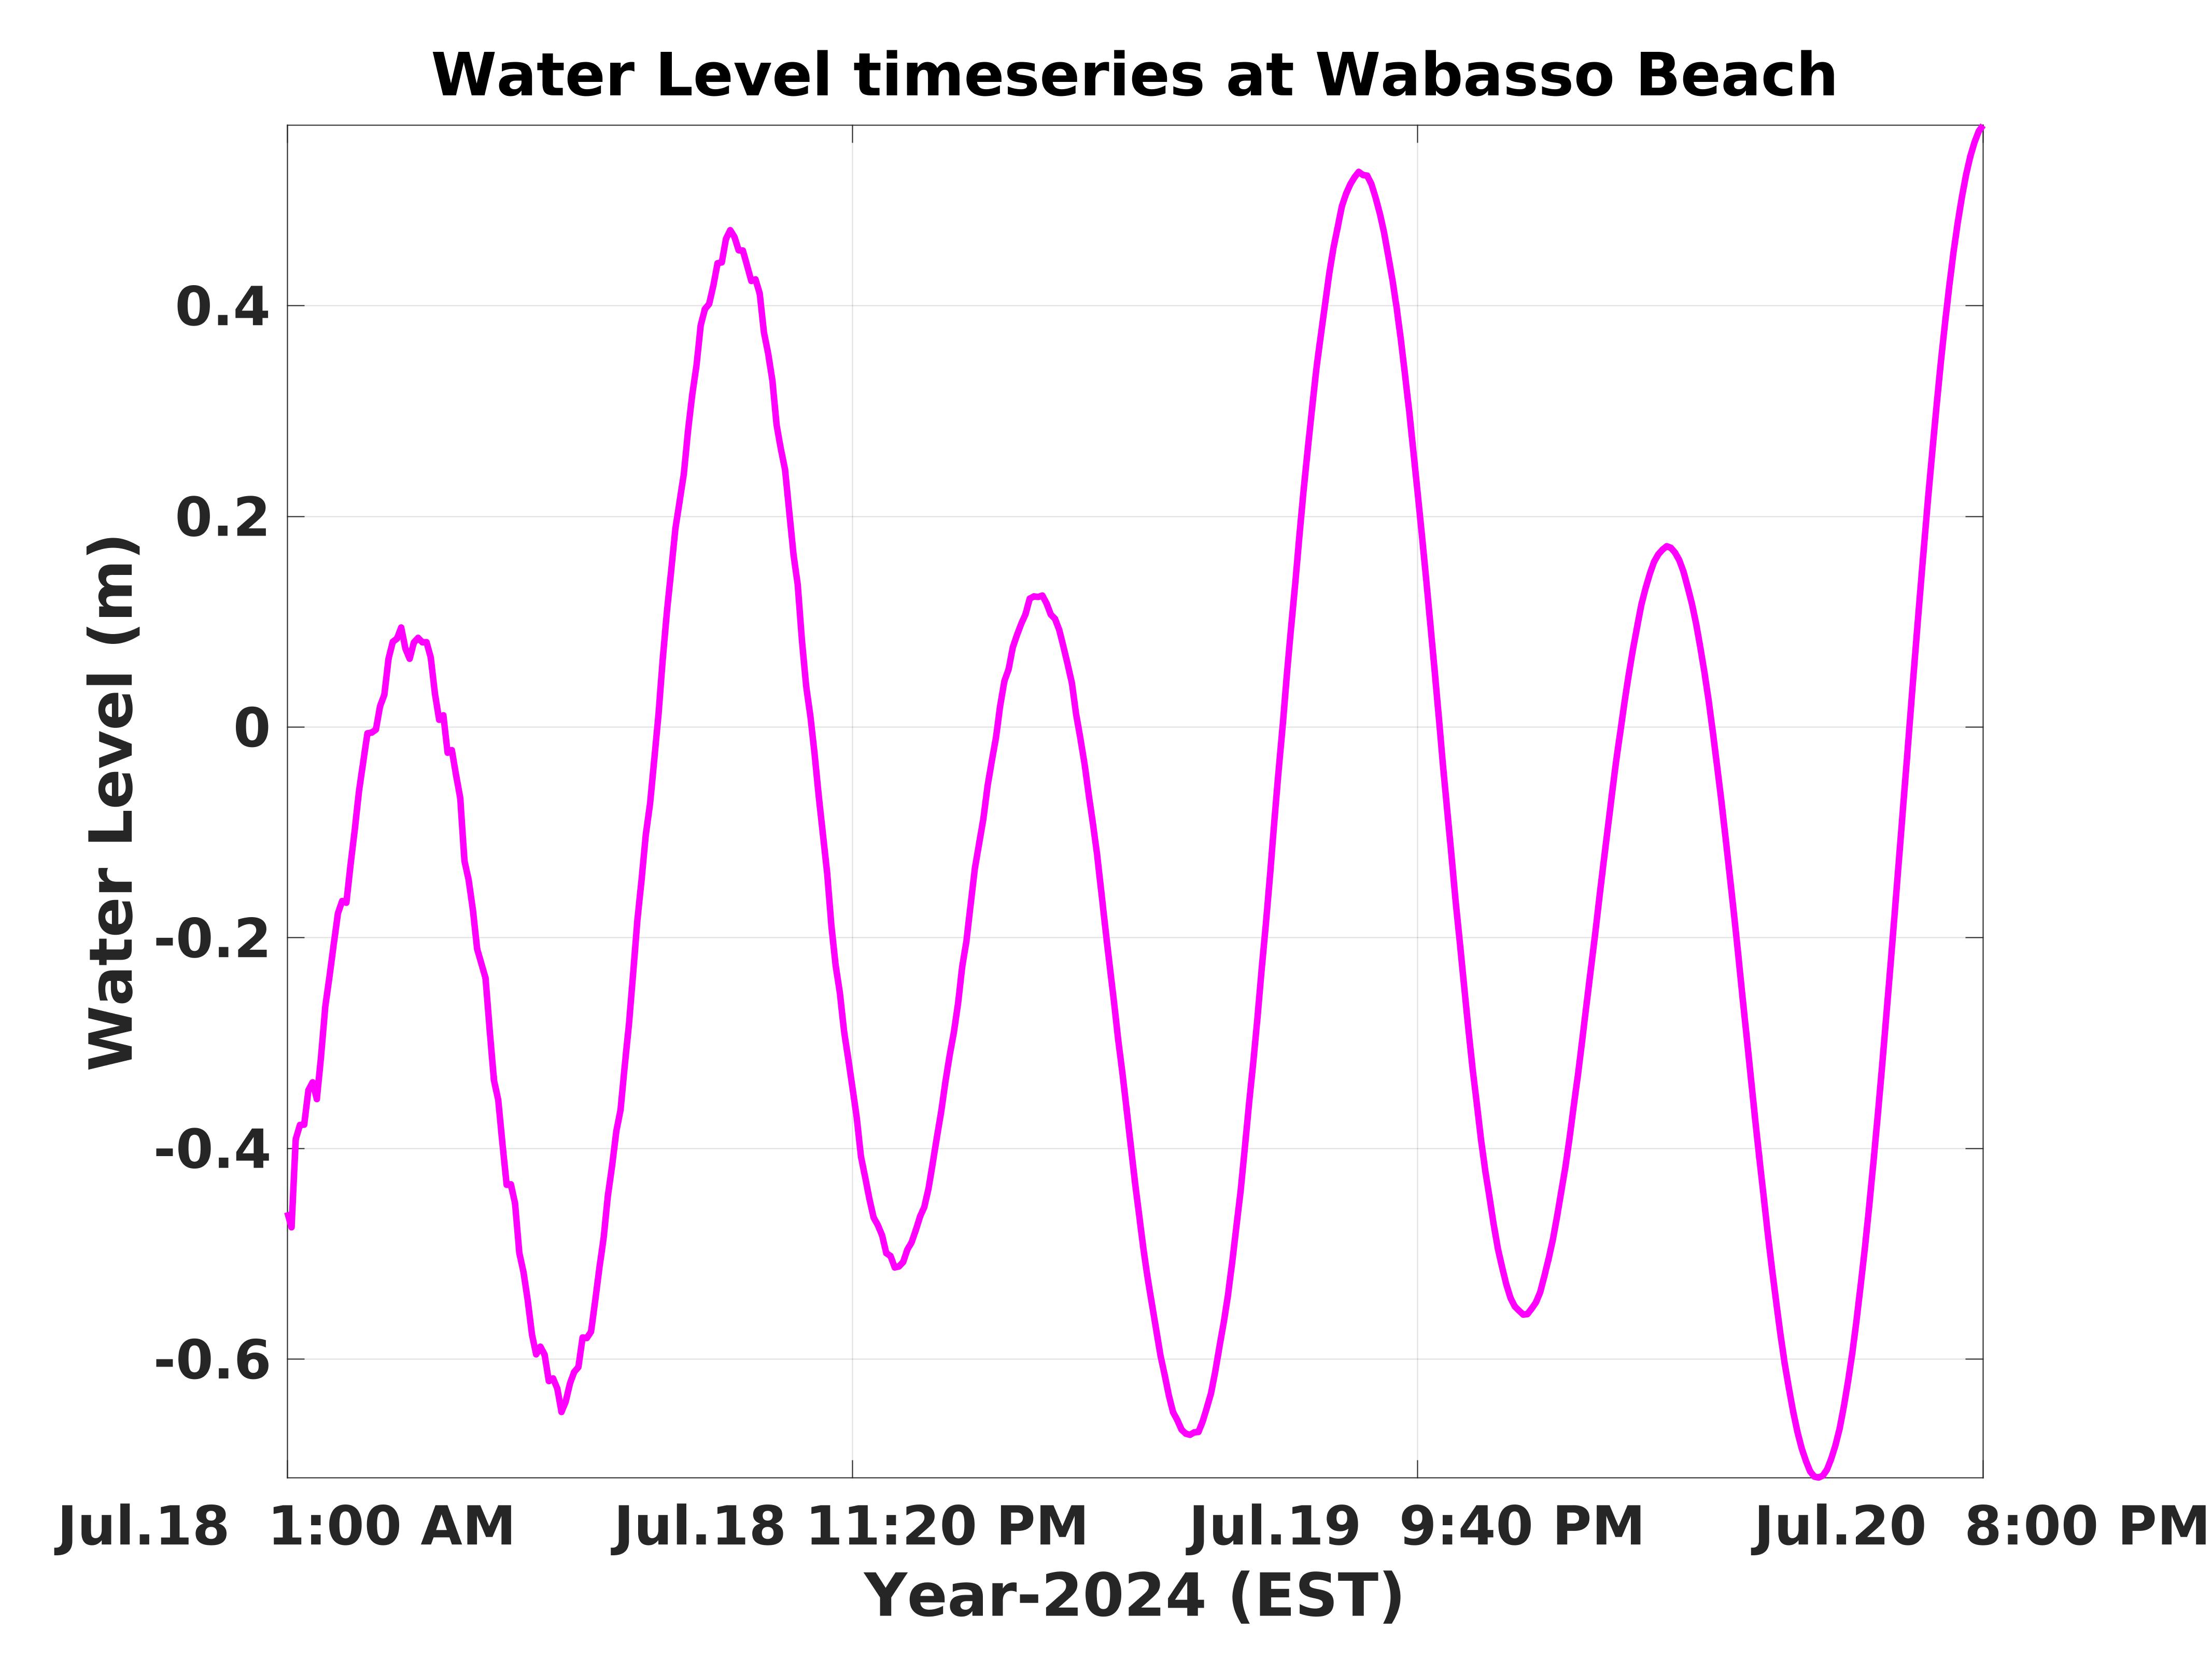 Water Level timeseries at Wabasso Beach
Water Level (m)
0.4
0.2
0
-0.2
-0.4
-0.6
Jul.18 1:00 AM Jul.18 11:20 PM Jul.19 9:40 PM Jul.20 8:00 PM
Year-2024 (EST)